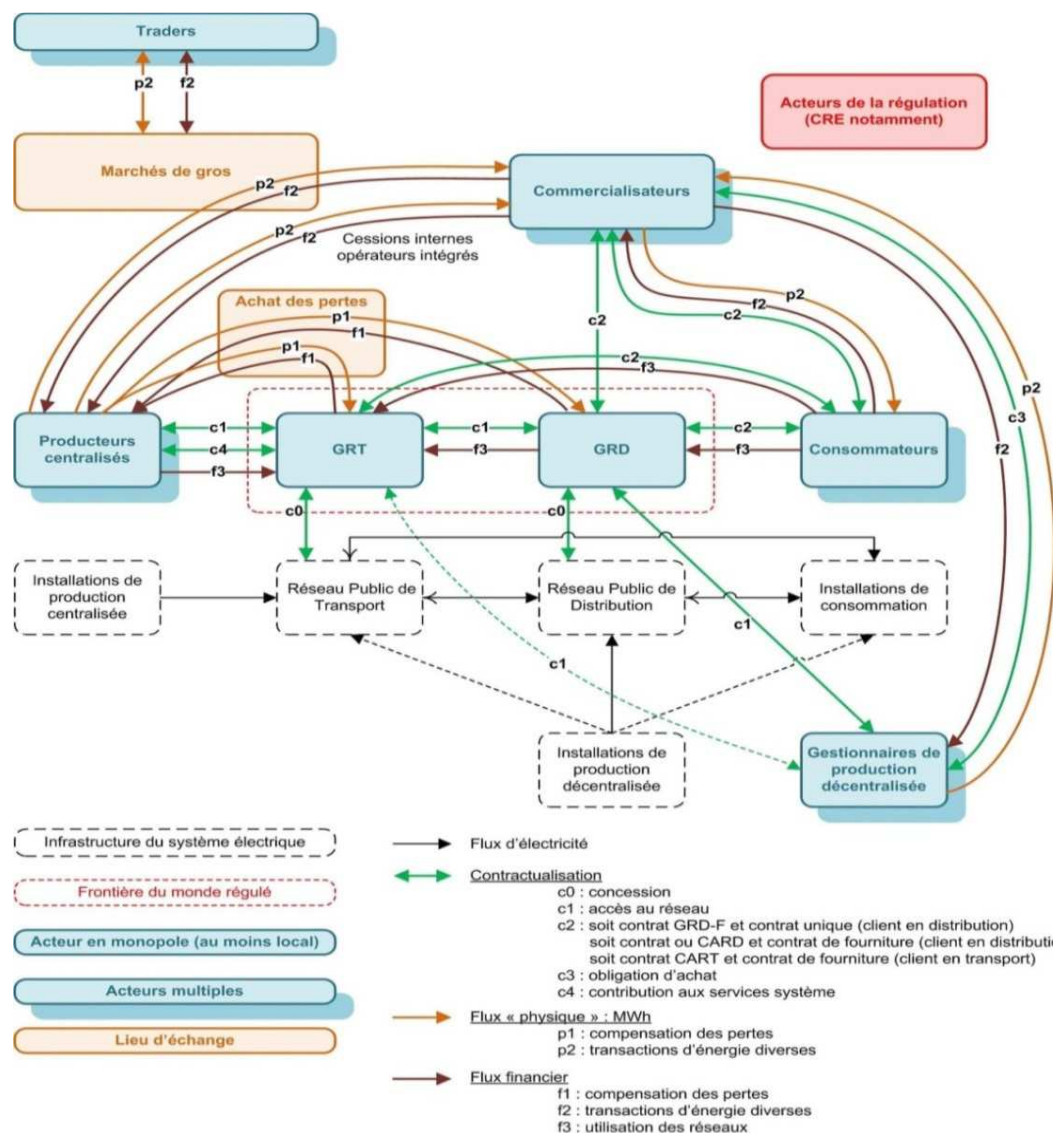 Traders
p2
f2
Acteurs de la régulation
(CRE notamment)
Marchés de gros
p2
f2
Commercialisateurs
p2
f2
Cessions internes
opérateurs intégrés
Achat des pertes
p1
f1
p1
f1
c2
f2
p2
c2
c2
f3
p2
c3
f2
Producteurs
centralisés
c1
c4
f3
GRT
c1
f3
GRD
c2
f3
Consommateurs
c0
c0
Installations de
production
centralisée
Réseau Public de
Transport
Réseau Public de
Distribution
Installations de
consommation
c1
c1
Installations de
production
décentralisée
Gestionnaires de
production
décentralisée
Infrastructure du système électrique
Frontière du monde régulé
Acteur en monopole (au moins local)
Acteurs multiples
Lieu d'échange
Flux d'électricité
Contractualisation
c0 : concession
c1 : accès au réseau
c2 : soit contrat GRD-F et contrat unique (client en distribution)
soit contrat ou CARD et contrat de fourniture (client en distributi
soit contrat CART et contrat de fourniture (client en transport)
c3 : obligation d'achat
c4 : contribution aux services système
Flux « physique » : MWh
p1 : compensation des pertes
p2 : transactions d'énergie diverses
Flux financier
f1 : compensation des pertes
f2 : transactions d'énergie diverses
f3 : utilisation des réseaux